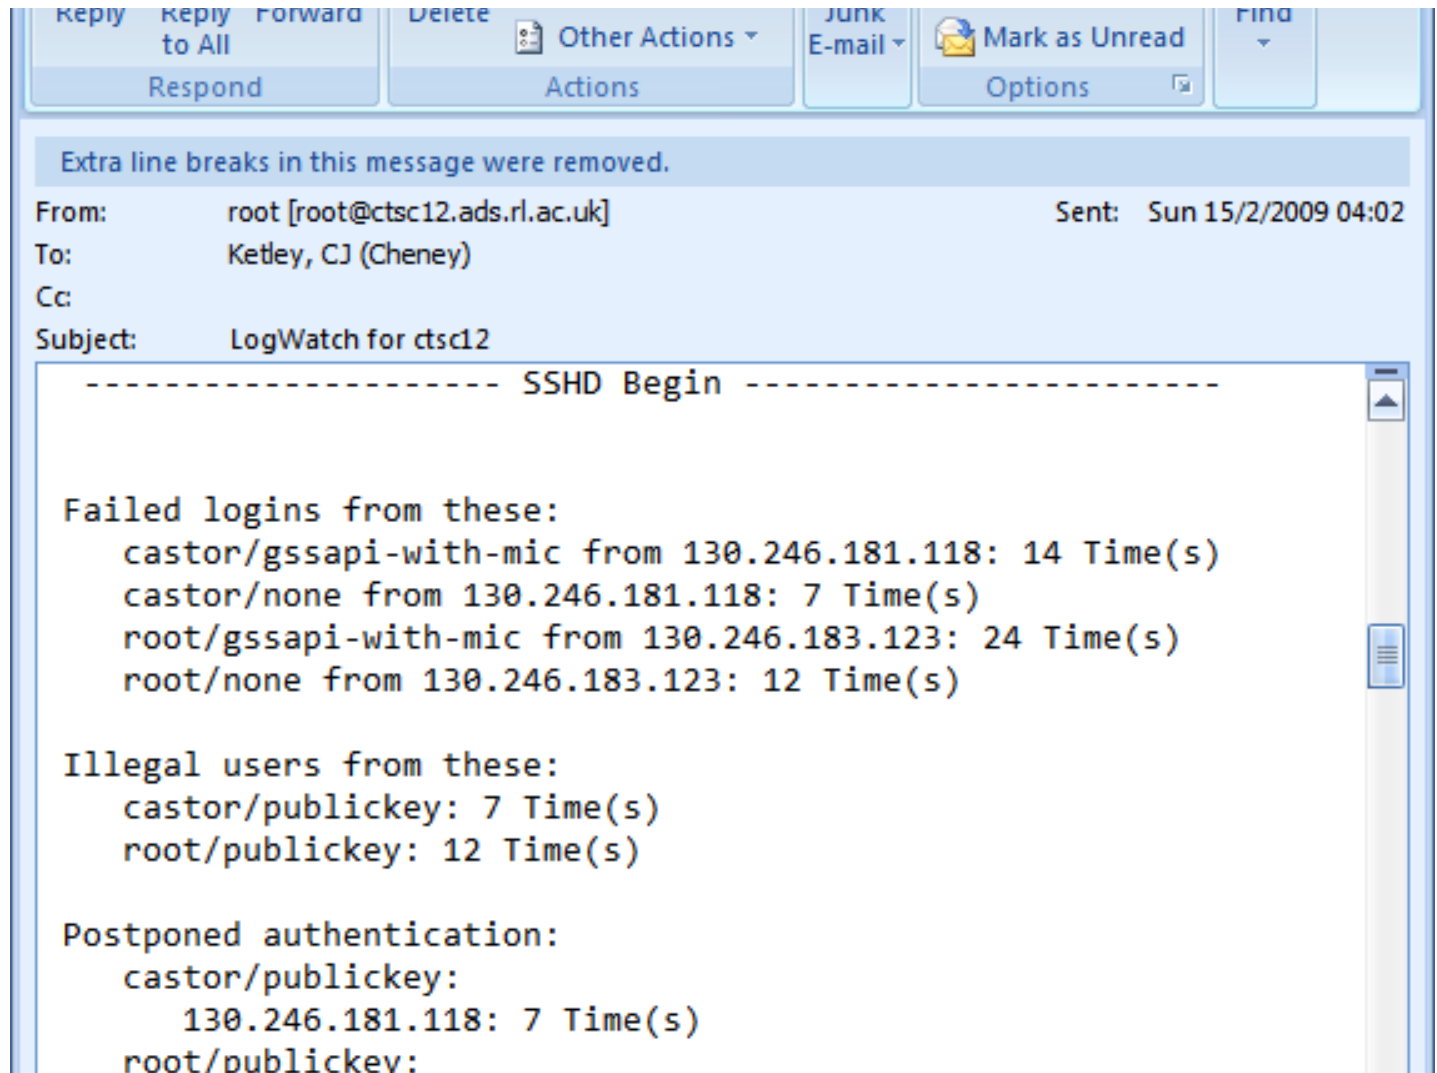 Reply Reply Forward Delete Junk Find
to All Other Actions E-mail Mark as Unread
Respond Actions Options
Extra line breaks in this message were removed.
From: root [root@ctsc12.ads.rl.ac.uk] Sent: Sun 15/2/2009 04:02
To: Ketley, CJ (Cheney)
Cc:
Subject: LogWatch for ctsc12
--------------------- SSHD Begin ------------------------
Failed logins from these:
castor/gssapi-with-mic from 130.246.181.118: 14 Time(s)
castor/none from 130.246.181.118: 7 Time(s)
root/gssapi-with-mic from 130.246.183.123: 24 Time(s)
root/none from 130.246.183.123: 12 Time(s)
Illegal users from these:
castor/publickey: 7 Time(s)
root/publickey: 12 Time(s)
Postponed authentication:
castor/publickey:
130.246.181.118: 7 Time(s)
root/publickey: